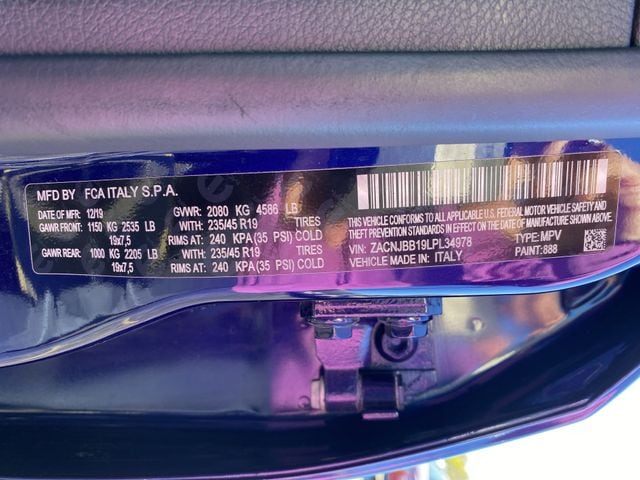 MFD BY FCA ITALY S.P.A.
DATE OF MFD 12/19 GVWR: 2080 KG 4586 LB
GAWR FRONT: 1150 KG 2535 LB WITH 235/45 R19 TIRES
19x7,5 RIMS AT: 240 KPA (35 PSI) COLD
GAWR REAR: 1000 KG 2205 LB WITH 235/45 R19 TIRES
19x7,5 RIMS AT: 240 KPA (35 PSI) COLD
THIS VEHICLE CONFORMS TO ALL APPLICABLE U.S.A.
FEDERAL MOTOR VEHICLE SAFETY, BUMPER, AND
THEFT PREVENTION STANDARDS IN EFFECT ON THE DATE OF MANUFACTURE SHOWN ABOVE.
VIN: ZACNJBB19LPL34978 TYPE: MPV
VEHICLE MADE IN: ITALY PAINT: 888